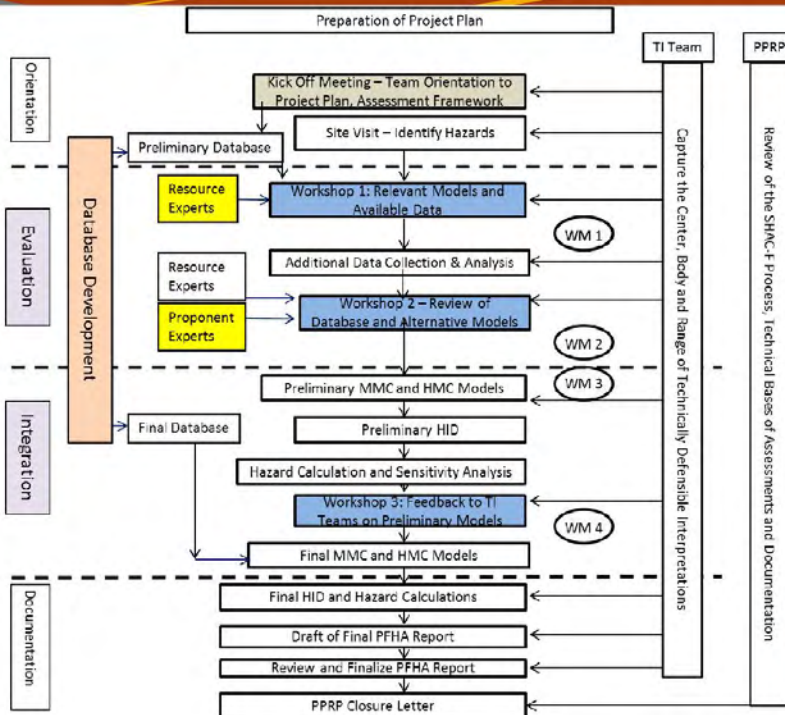 Preparation of Project Plan
TI Team
PPRP
Orientation
Kick Off Meeting – Team Orientation to
Project Plan, Assessment Framework
Site Visit – Identify Hazards
Preliminary Database
Database Development
Capture the Center, Body and Range of Technically Defensible Interpretations
Review of the SHAC-F Process, Technical Bases of Assessments and Documentation
Evaluation
Resource
Experts
Workshop 1: Relevant Models and
Available Data
WM 1
Additional Data Collection & Analysis
Resource
Experts
Proponent
Experts
Workshop 2 – Review of
Database and Alternative Models
WM 2
Integration
WM 3
Preliminary MMC and HMC Models
Final Database
Preliminary HID
Hazard Calculation and Sensitivity Analysis
Workshop 3: Feedback to TI
Teams on Preliminary Models
WM 4
Final MMC and HMC Models
Documentation
Final HID and Hazard Calculations
Draft of Final PFHA Report
Review and Finalize PFHA Report
PPRP Closure Letter